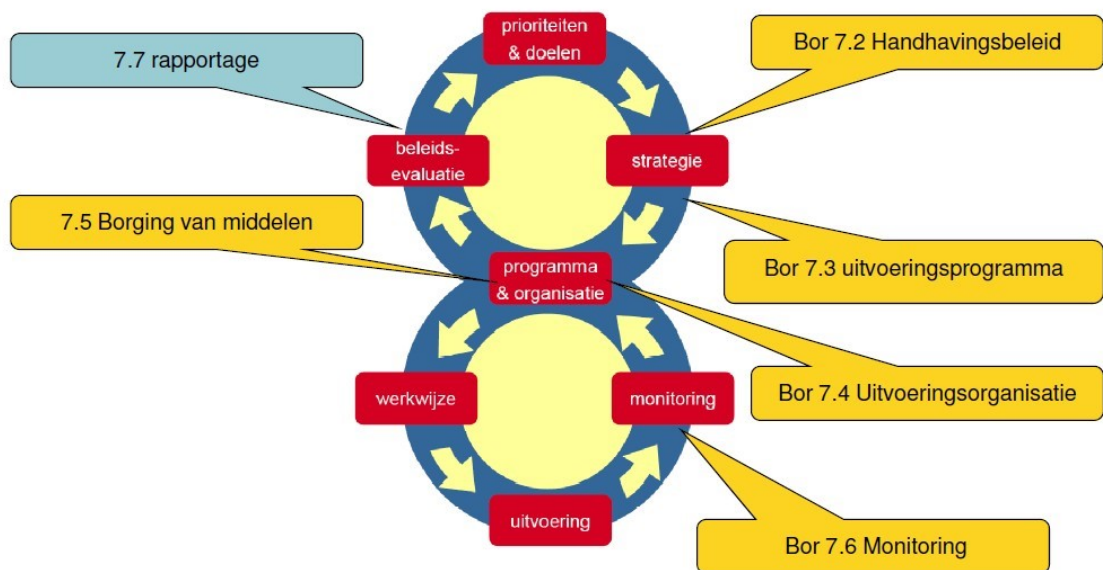 prioriteiten
& doelen
7.7 rapportage
Bor 7.2 Handhavingsbeleid
beleids-
evaluatie
strategie
7.5 Borging van middelen
programma
& organisatie
Bor 7.3 uitvoeringsprogramma
werkwijze
monitoring
Bor 7.4 Uitvoeringsorganisatie
uitvoering
Bor 7.6 Monitoring